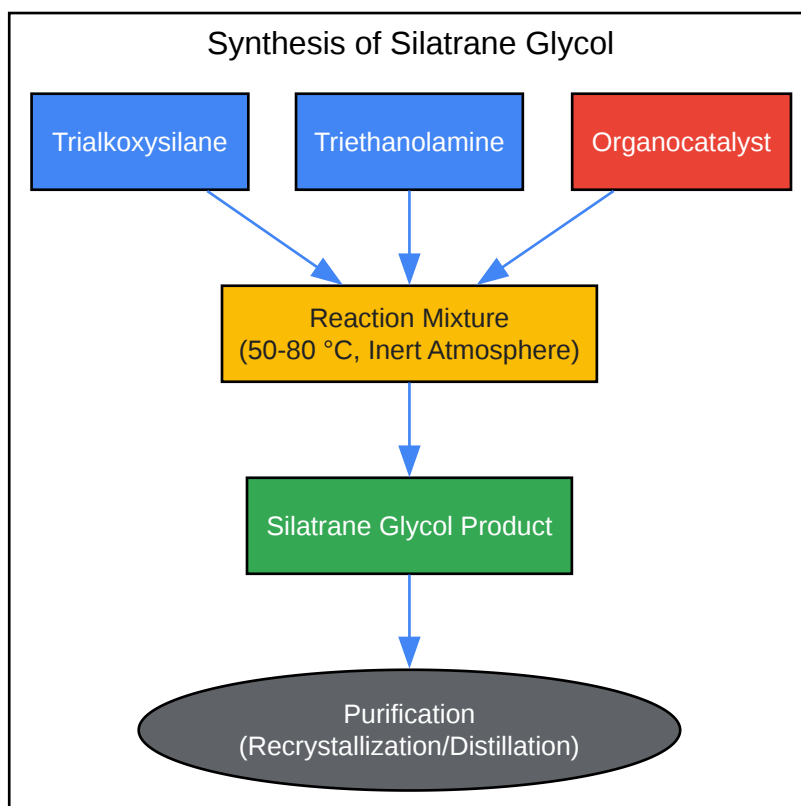 Synthesis of Silatrane Glycol
Trialkoxysilane
Triethanolamine
Organocatalyst
Reaction Mixture
(50-80 °C, Inert Atmosphere)
Silatrane Glycol Product
Purification
(Recrystallization/Distillation)